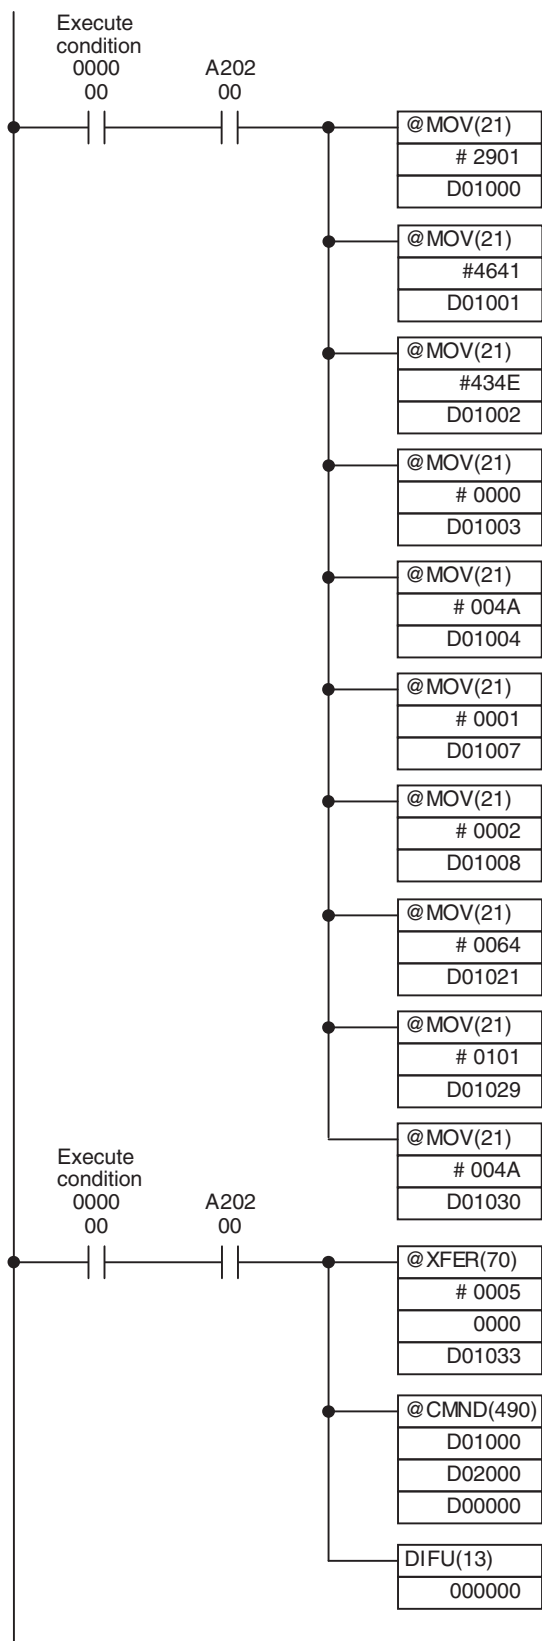 Execute
condition
0000 A202
00 00
@MOV(21)
# 2901
D01000
@MOV(21)
#4641
D01001
@MOV(21)
#434E
D01002
@MOV(21)
# 0000
D01003
@MOV(21)
# 004A
D01004
@MOV(21)
# 0001
D01007
@MOV(21)
# 0002
D01008
@MOV(21)
# 0064
D01021
@MOV(21)
# 0101
D01029
@MOV(21)
# 004A
D01030
Execute
condition
0000 A202
00 00
@XFER(70)
# 0005
0000
D01033
@CMND(490)
D01000
D02000
D00000
DIFU(13)
000000